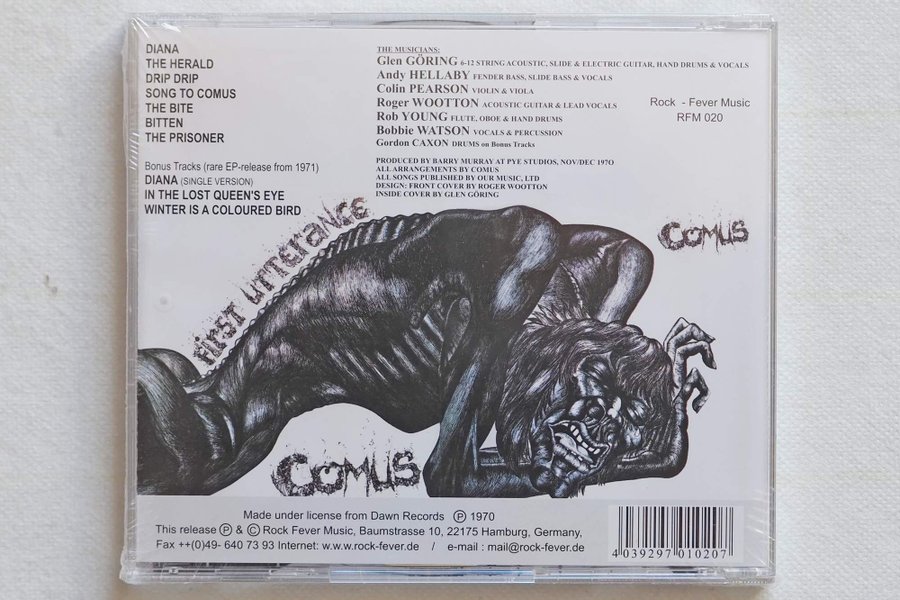 DIANA
THE HERALD
DRIP DRIP
SONG TO COMUS
THE BITE
BITTEN
THE PRISONER
Bonus Tracks (rare EP-release from 1971)
DIANA (SINGLE VERSION)
IN THE LOST QUEEN'S EYE
WINTER IS A COLOURED BIRD
THE MUSICIANS:
Glen GÖRING 6-12 STRING ACOUSTIC, SLIDE & ELECTRIC GUITAR, HAND DRUMS & VOCALS
Andy HELLABY FENDER BASS, SLIDE BASS & VOCALS
Colin PEARSON VIOLIN & VIOLA
Roger WOOTTON ACOUSTIC GUITAR & LEAD VOCALS
Rob YOUNG FLUTE, OBOE & HAND DRUMS
Bobbie WATSON VOCALS & PERCUSSION
Gordon CAXON DRUMS on Bonus Tracks
PRODUCED BY BARRY MURRAY AT PYE STUDIOS, NOV/DEC 197O
ALL ARRANGEMENTS BY COMUS
ALL SONGS PUBLISHED BY OUR MUSIC, LTD
DESIGN: FRONT COVER BY ROGER WOOTTON
INSIDE COVER BY GLEN GÖRING
Rock - Fever Music
RFM 020
First Utterance
Comus
Comus
Made under license from Dawn Records ℗ 1970
This release ℗ & © Rock Fever Music, Baumstrasse 10, 22175 Hamburg, Germany,
Fax ++(0)49- 640 73 93 Internet: w.w.w.rock-fever.de / e-mail : mail@rock-fever.de
4 039297 010207